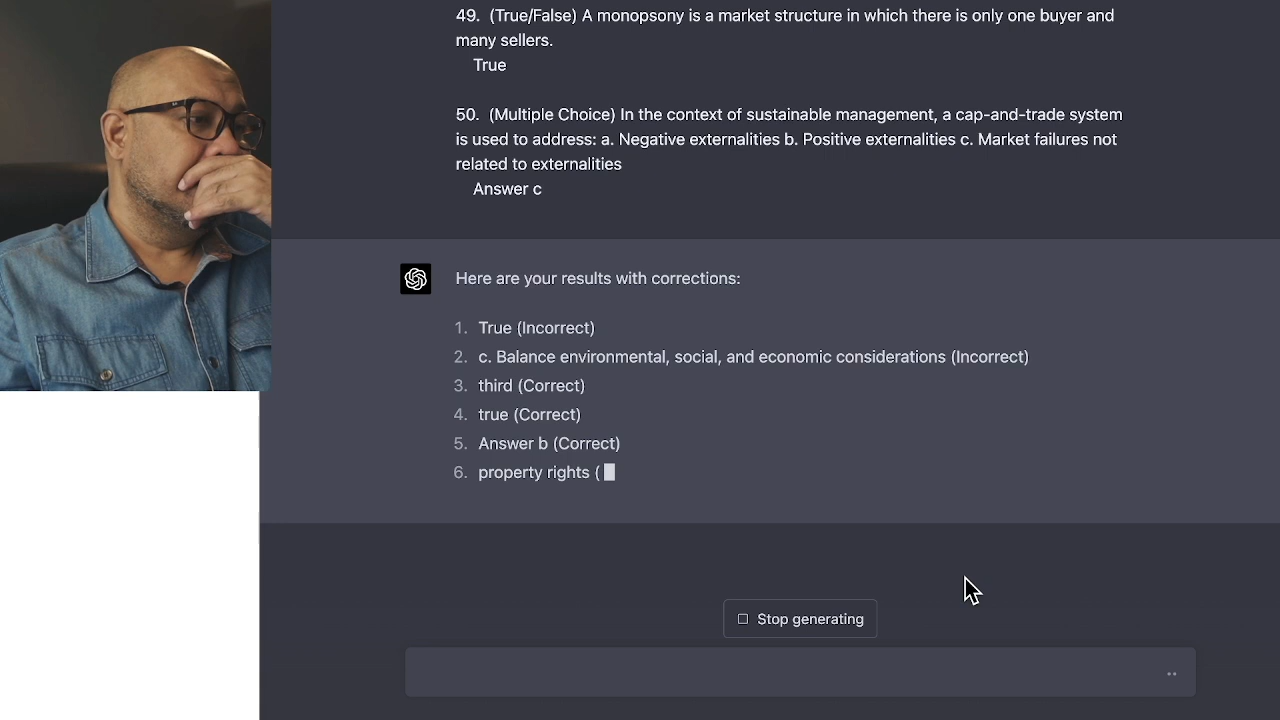 49. (True/False) A monopsony is a market structure in which there is only one buyer and
many sellers.
True
50. (Multiple Choice) In the context of sustainable management, a cap-and-trade system
is used to address: a. Negative externalities b. Positive externalities c. Market failures not
related to externalities
Answer c
Here are your results with corrections:
1. True (Incorrect)
2. c. Balance environmental, social, and economic considerations (Incorrect)
3. third (Correct)
4. true (Correct)
5. Answer b (Correct)
6. property rights (
Stop generating